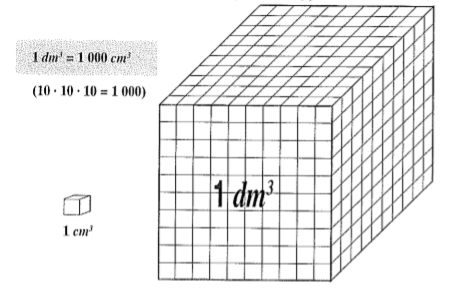 1 dm³ = 1 000 cm³
(10 · 10 · 10 = 1 000)
1 dm³
1 cm³